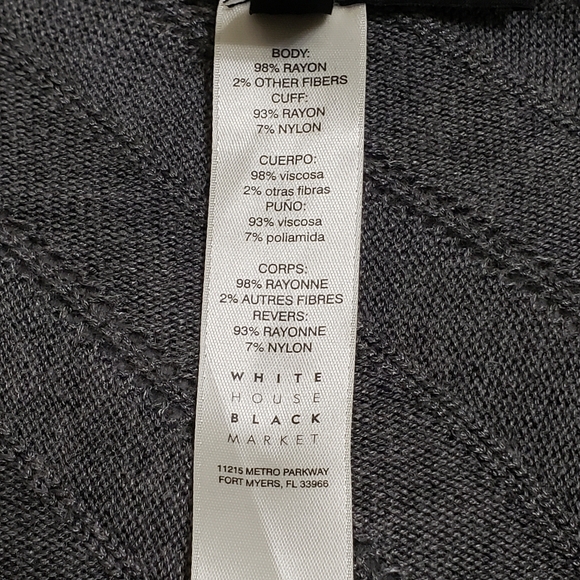 BODY:
98% RAYON
2% OTHER FIBERS
CUFF:
93% RAYON
7% NYLON
CUERPO:
98% viscosa
2% otras fibras
PUÑO:
93% viscosa
7% poliamida
CORPS:
98% RAYONNE
2% AUTRES FIBRES
REVERS:
93% RAYONNE
7% NYLON
WHITE
HOUSE
BLACK
MARKET
11215 METRO PARKWAY
FORT MYERS, FL 33966